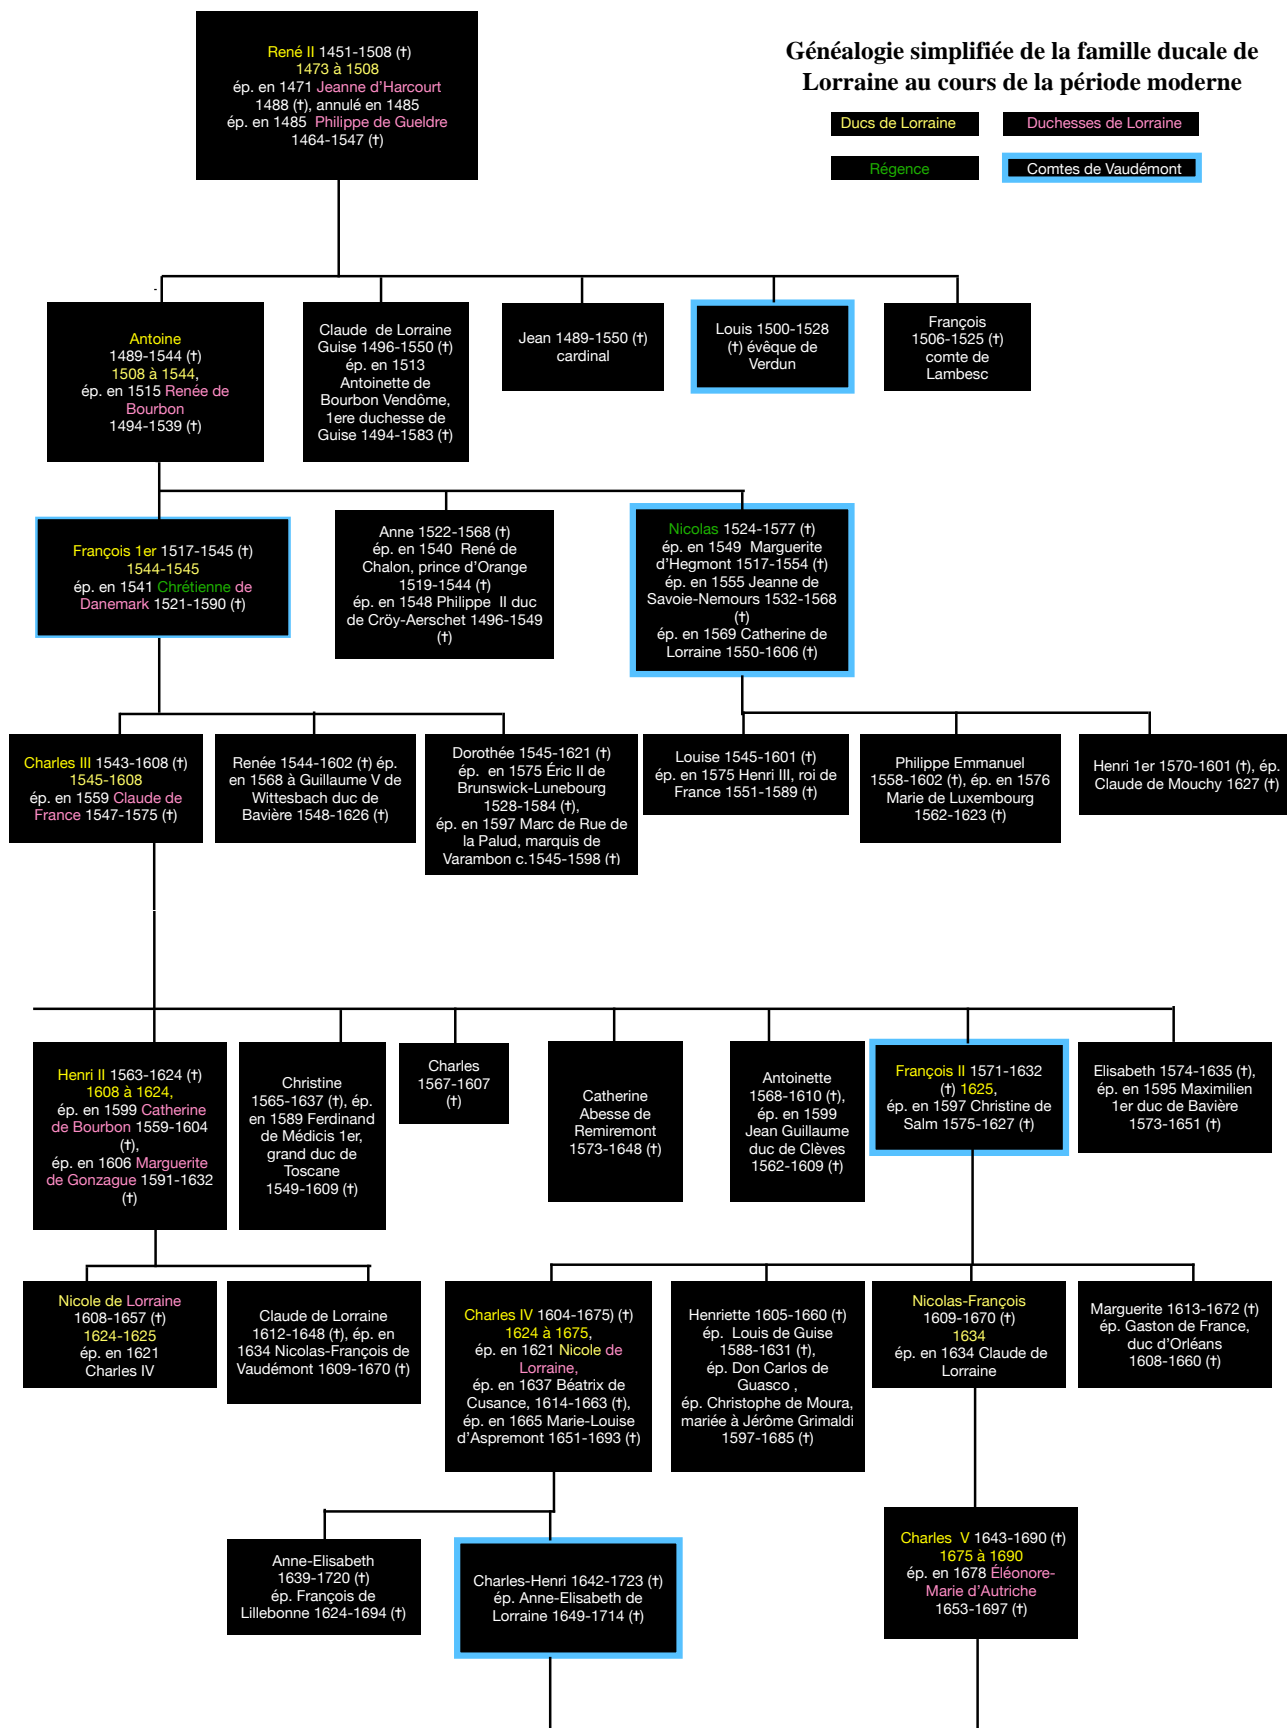 Généalogie simplifiée de la famille ducale de
Lorraine au cours de la période moderne
Ducs de Lorraine
Duchesses de Lorraine
Régence
Comtes de Vaudémont
René II 1451-1508 (†)
1473 à 1508
ép. en 1471 Jeanne d'Harcourt
1488 (†), annulé en 1485
ép. en 1485  Philippe de Gueldre
1464-1547 (†)
Antoine
1489-1544 (†)
1508 à 1544,
ép. en 1515 Renée de
Bourbon
1494-1539 (†)
Claude  de Lorraine
Guise 1496-1550 (†)
ép. en 1513
Antoinette de
Bourbon Vendôme,
1ere duchesse de
Guise 1494-1583 (†)
Jean 1489-1550 (†)
cardinal
Louis 1500-1528
(†) évêque de
Verdun
François
1506-1525 (†)
comte de
Lambesc
François 1er 1517-1545 (†)
1544-1545
ép. en 1541 Chrétienne de
Danemark 1521-1590 (†)
Anne 1522-1568 (†)
ép. en 1540  René de
Chalon, prince d'Orange
1519-1544 (†)
ép. en 1548 Philippe  II duc
de Cröy-Aerschet 1496-1549
(†)
Nicolas 1524-1577 (†)
ép. en 1549  Marguerite
d'Hegmont 1517-1554 (†)
ép. en 1555 Jeanne de
Savoie-Nemours 1532-1568
(†)
ép. en 1569 Catherine de
Lorraine 1550-1606 (†)
Charles III 1543-1608 (†)
1545-1608
ép. en 1559 Claude de
France 1547-1575 (†)
Renée 1544-1602 (†) ép.
en 1568 à Guillaume V de
Wittesbach duc de
Bavière 1548-1626 (†)
Dorothée 1545-1621 (†)
ép.  en 1575 Éric II de
Brunswick-Lunebourg
1528-1584 (†),
ép. en 1597 Marc de Rue de
la Palud, marquis de
Varambon c.1545-1598 (†)
Louise 1545-1601 (†)
ép. en 1575 Henri III, roi de
France 1551-1589 (†)
Philippe Emmanuel
1558-1602 (†), ép. en 1576
Marie de Luxembourg
1562-1623 (†)
Henri 1er 1570-1601 (†), ép.
Claude de Mouchy 1627 (†)
Henri II 1563-1624 (†)
1608 à 1624,
ép. en 1599 Catherine
de Bourbon 1559-1604
(†),
ép. en 1606 Marguerite
de Gonzague 1591-1632
(†)
Christine
1565-1637 (†), ép.
en 1589 Ferdinand
de Médicis 1er,
grand duc de
Toscane
1549-1609 (†)
Charles
1567-1607
(†)
Catherine
Abesse de
Remiremont
1573-1648 (†)
Antoinette
1568-1610 (†),
ép. en 1599
Jean Guillaume
duc de Clèves
1562-1609 (†)
François II 1571-1632
(†) 1625,
ép. en 1597 Christine de
Salm 1575-1627 (†)
Elisabeth 1574-1635 (†),
ép. en 1595 Maximilien
1er duc de Bavière
1573-1651 (†)
Nicole de Lorraine
1608-1657 (†)
1624-1625
ép. en 1621
Charles IV
Claude de Lorraine
1612-1648 (†), ép. en
1634 Nicolas-François de
Vaudémont 1609-1670 (†)
Charles IV 1604-1675) (†)
1624 à 1675,
ép. en 1621 Nicole de
Lorraine,
ép. en 1637 Béatrix de
Cusance, 1614-1663 (†),
ép. en 1665 Marie-Louise
d'Aspremont 1651-1693 (†)
Henriette 1605-1660 (†)
ép.  Louis de Guise
1588-1631 (†),
ép. Don Carlos de
Guasco ,
ép. Christophe de Moura,
mariée à Jérôme Grimaldi
1597-1685 (†)
Nicolas-François
1609-1670 (†)
1634
ép. en 1634 Claude de
Lorraine
Marguerite 1613-1672 (†)
ép. Gaston de France,
duc d'Orléans
1608-1660 (†)
Anne-Elisabeth
1639-1720 (†)
ép. François de
Lillebonne 1624-1694 (†)
Charles-Henri 1642-1723 (†)
ép. Anne-Elisabeth de
Lorraine 1649-1714 (†)
Charles  V 1643-1690 (†)
1675 à 1690
ép. en 1678 Éléonore-
Marie d'Autriche
1653-1697 (†)